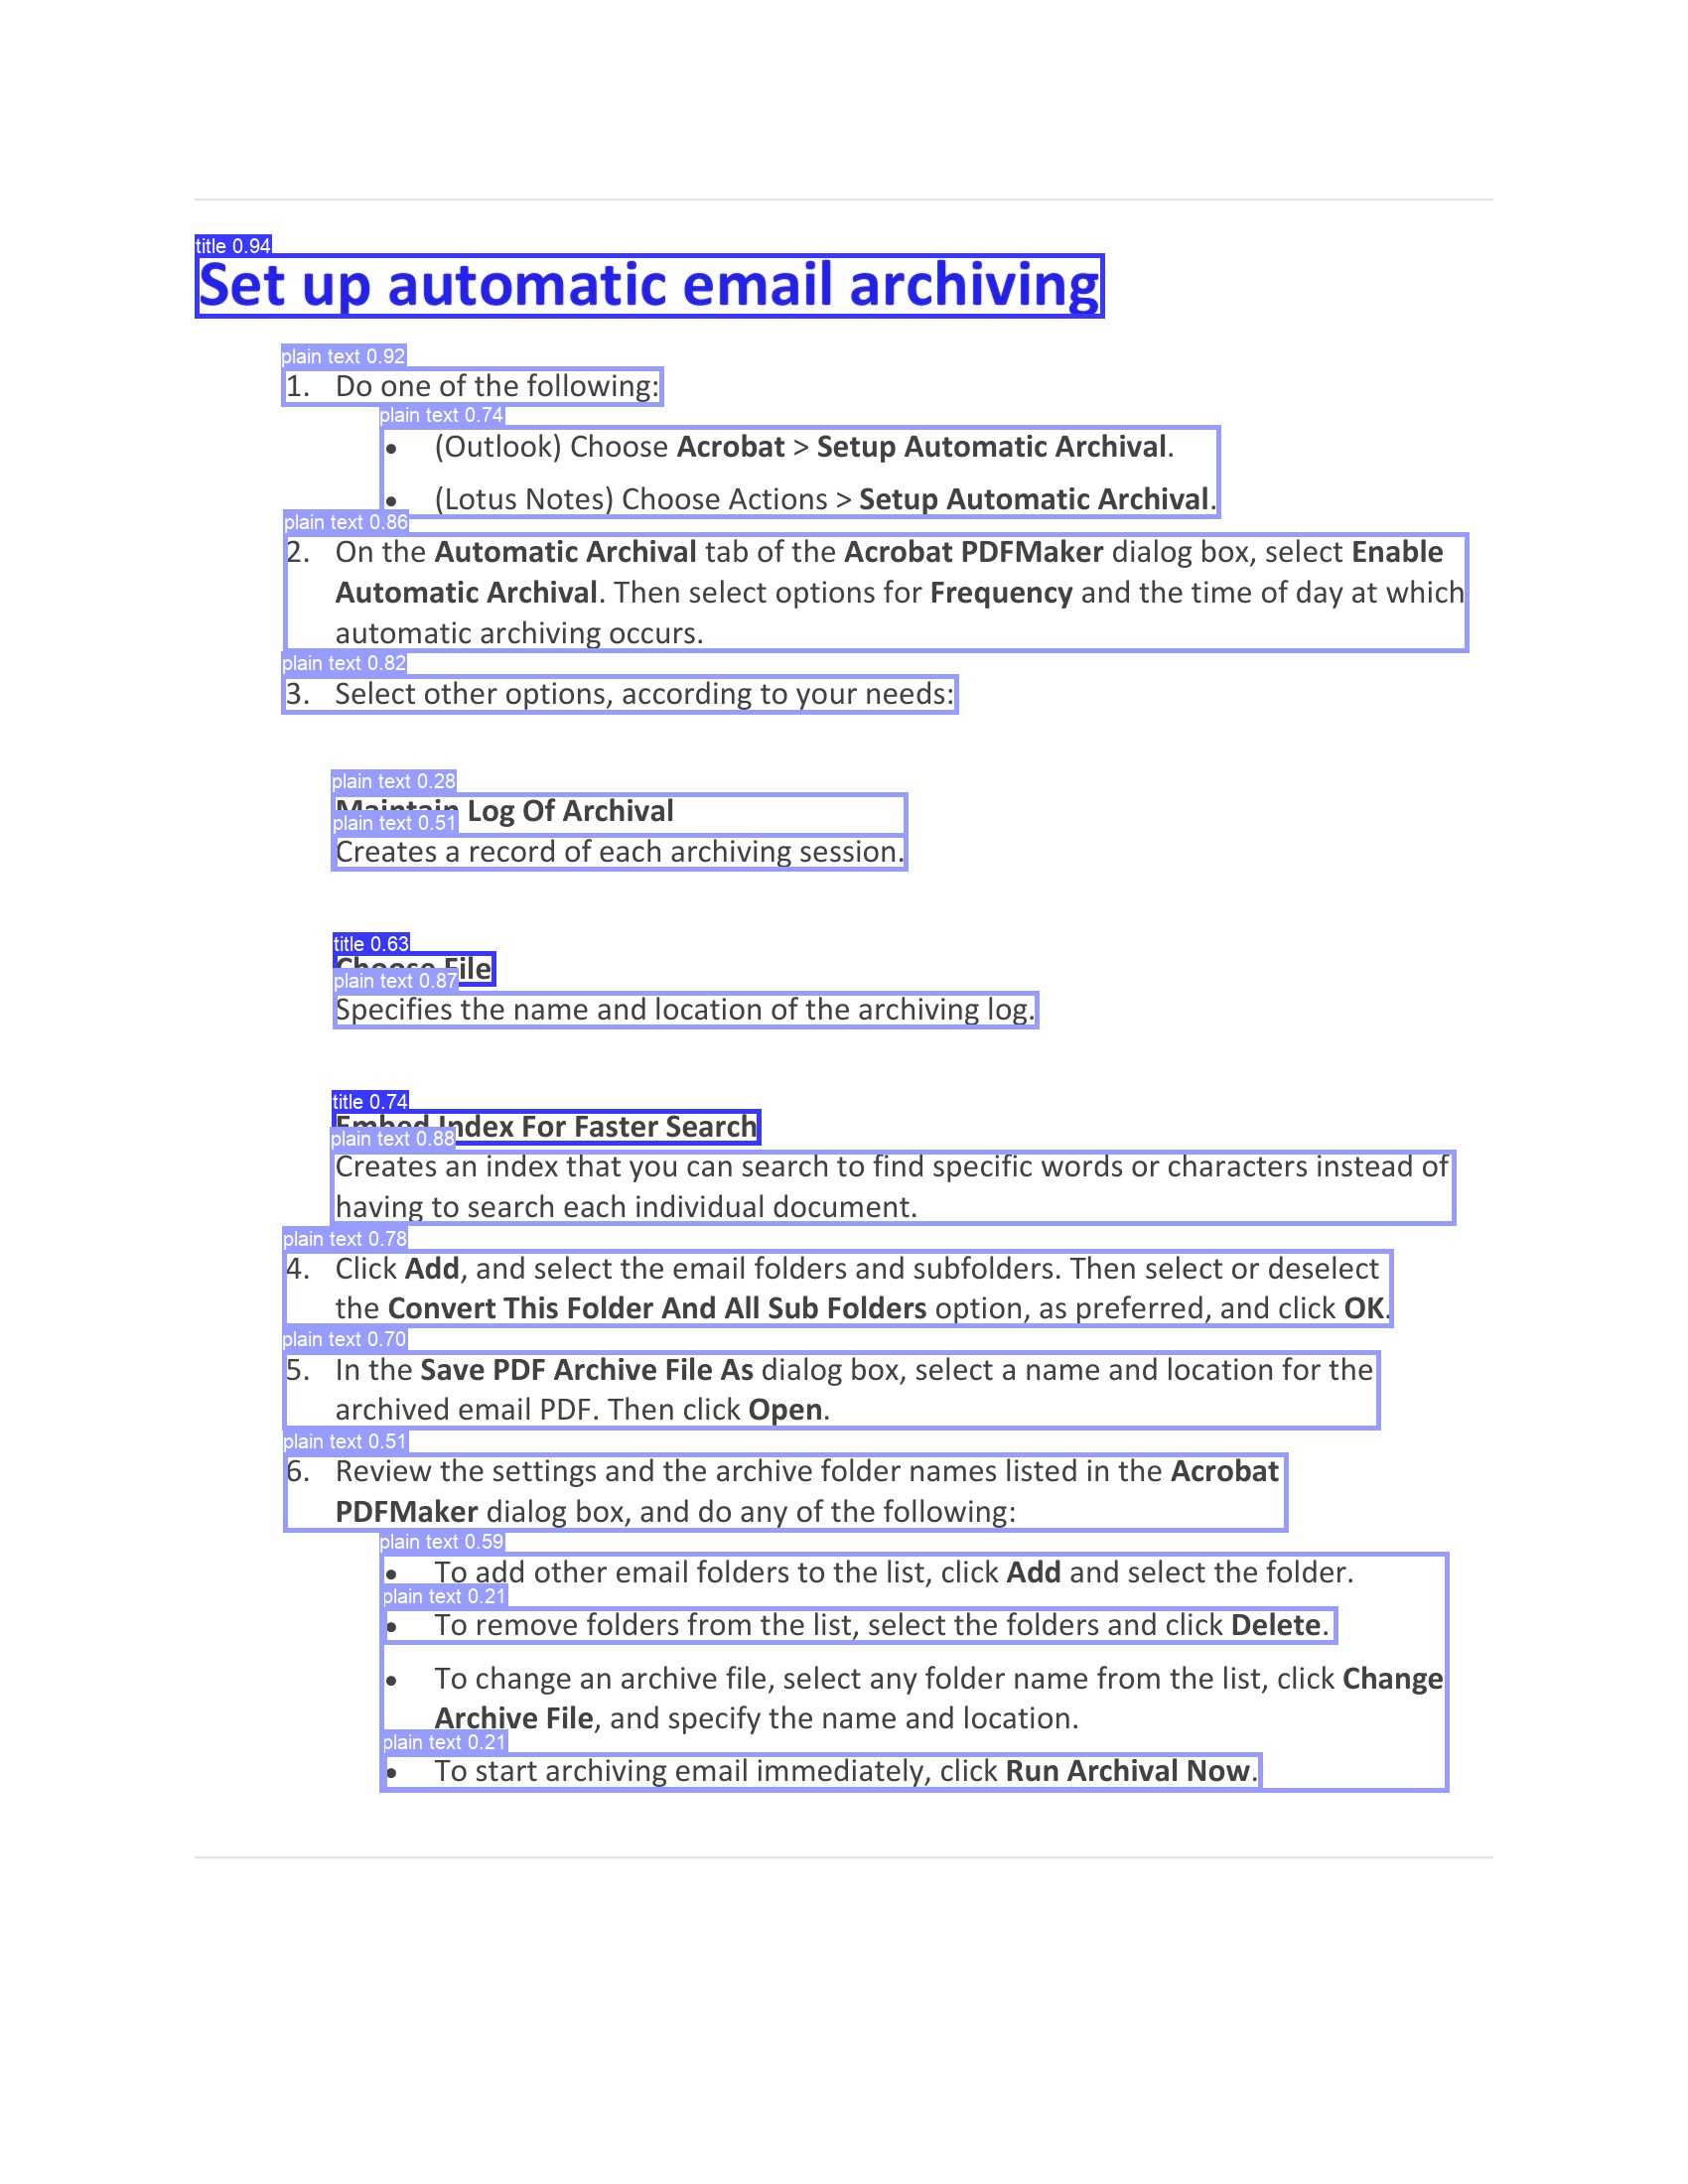 title 0.94
Set up automatic email archiving
plain text 0.92
1. Do one of the following:
plain text 0.74
• (Outlook) Choose Acrobat > Setup Automatic Archival.
• (Lotus Notes) Choose Actions > Setup Automatic Archival.
plain text 0.86
2. On the Automatic Archival tab of the Acrobat PDFMaker dialog box, select Enable
Automatic Archival. Then select options for Frequency and the time of day at which
automatic archiving occurs.
plain text 0.82
3. Select other options, according to your needs:
plain text 0.28
Maintain Log Of Archival
plain text 0.51
Creates a record of each archiving session.
title 0.63
Choose File
plain text 0.87
Specifies the name and location of the archiving log.
title 0.74
Embed Index For Faster Search
plain text 0.88
Creates an index that you can search to find specific words or characters instead of
having to search each individual document.
plain text 0.78
4. Click Add, and select the email folders and subfolders. Then select or deselect
the Convert This Folder And All Sub Folders option, as preferred, and click OK.
plain text 0.70
5. In the Save PDF Archive File As dialog box, select a name and location for the
archived email PDF. Then click Open.
plain text 0.51
6. Review the settings and the archive folder names listed in the Acrobat
PDFMaker dialog box, and do any of the following:
plain text 0.59
• To add other email folders to the list, click Add and select the folder.
plain text 0.21
• To remove folders from the list, select the folders and click Delete.
• To change an archive file, select any folder name from the list, click Change
Archive File, and specify the name and location.
plain text 0.21
• To start archiving email immediately, click Run Archival Now.